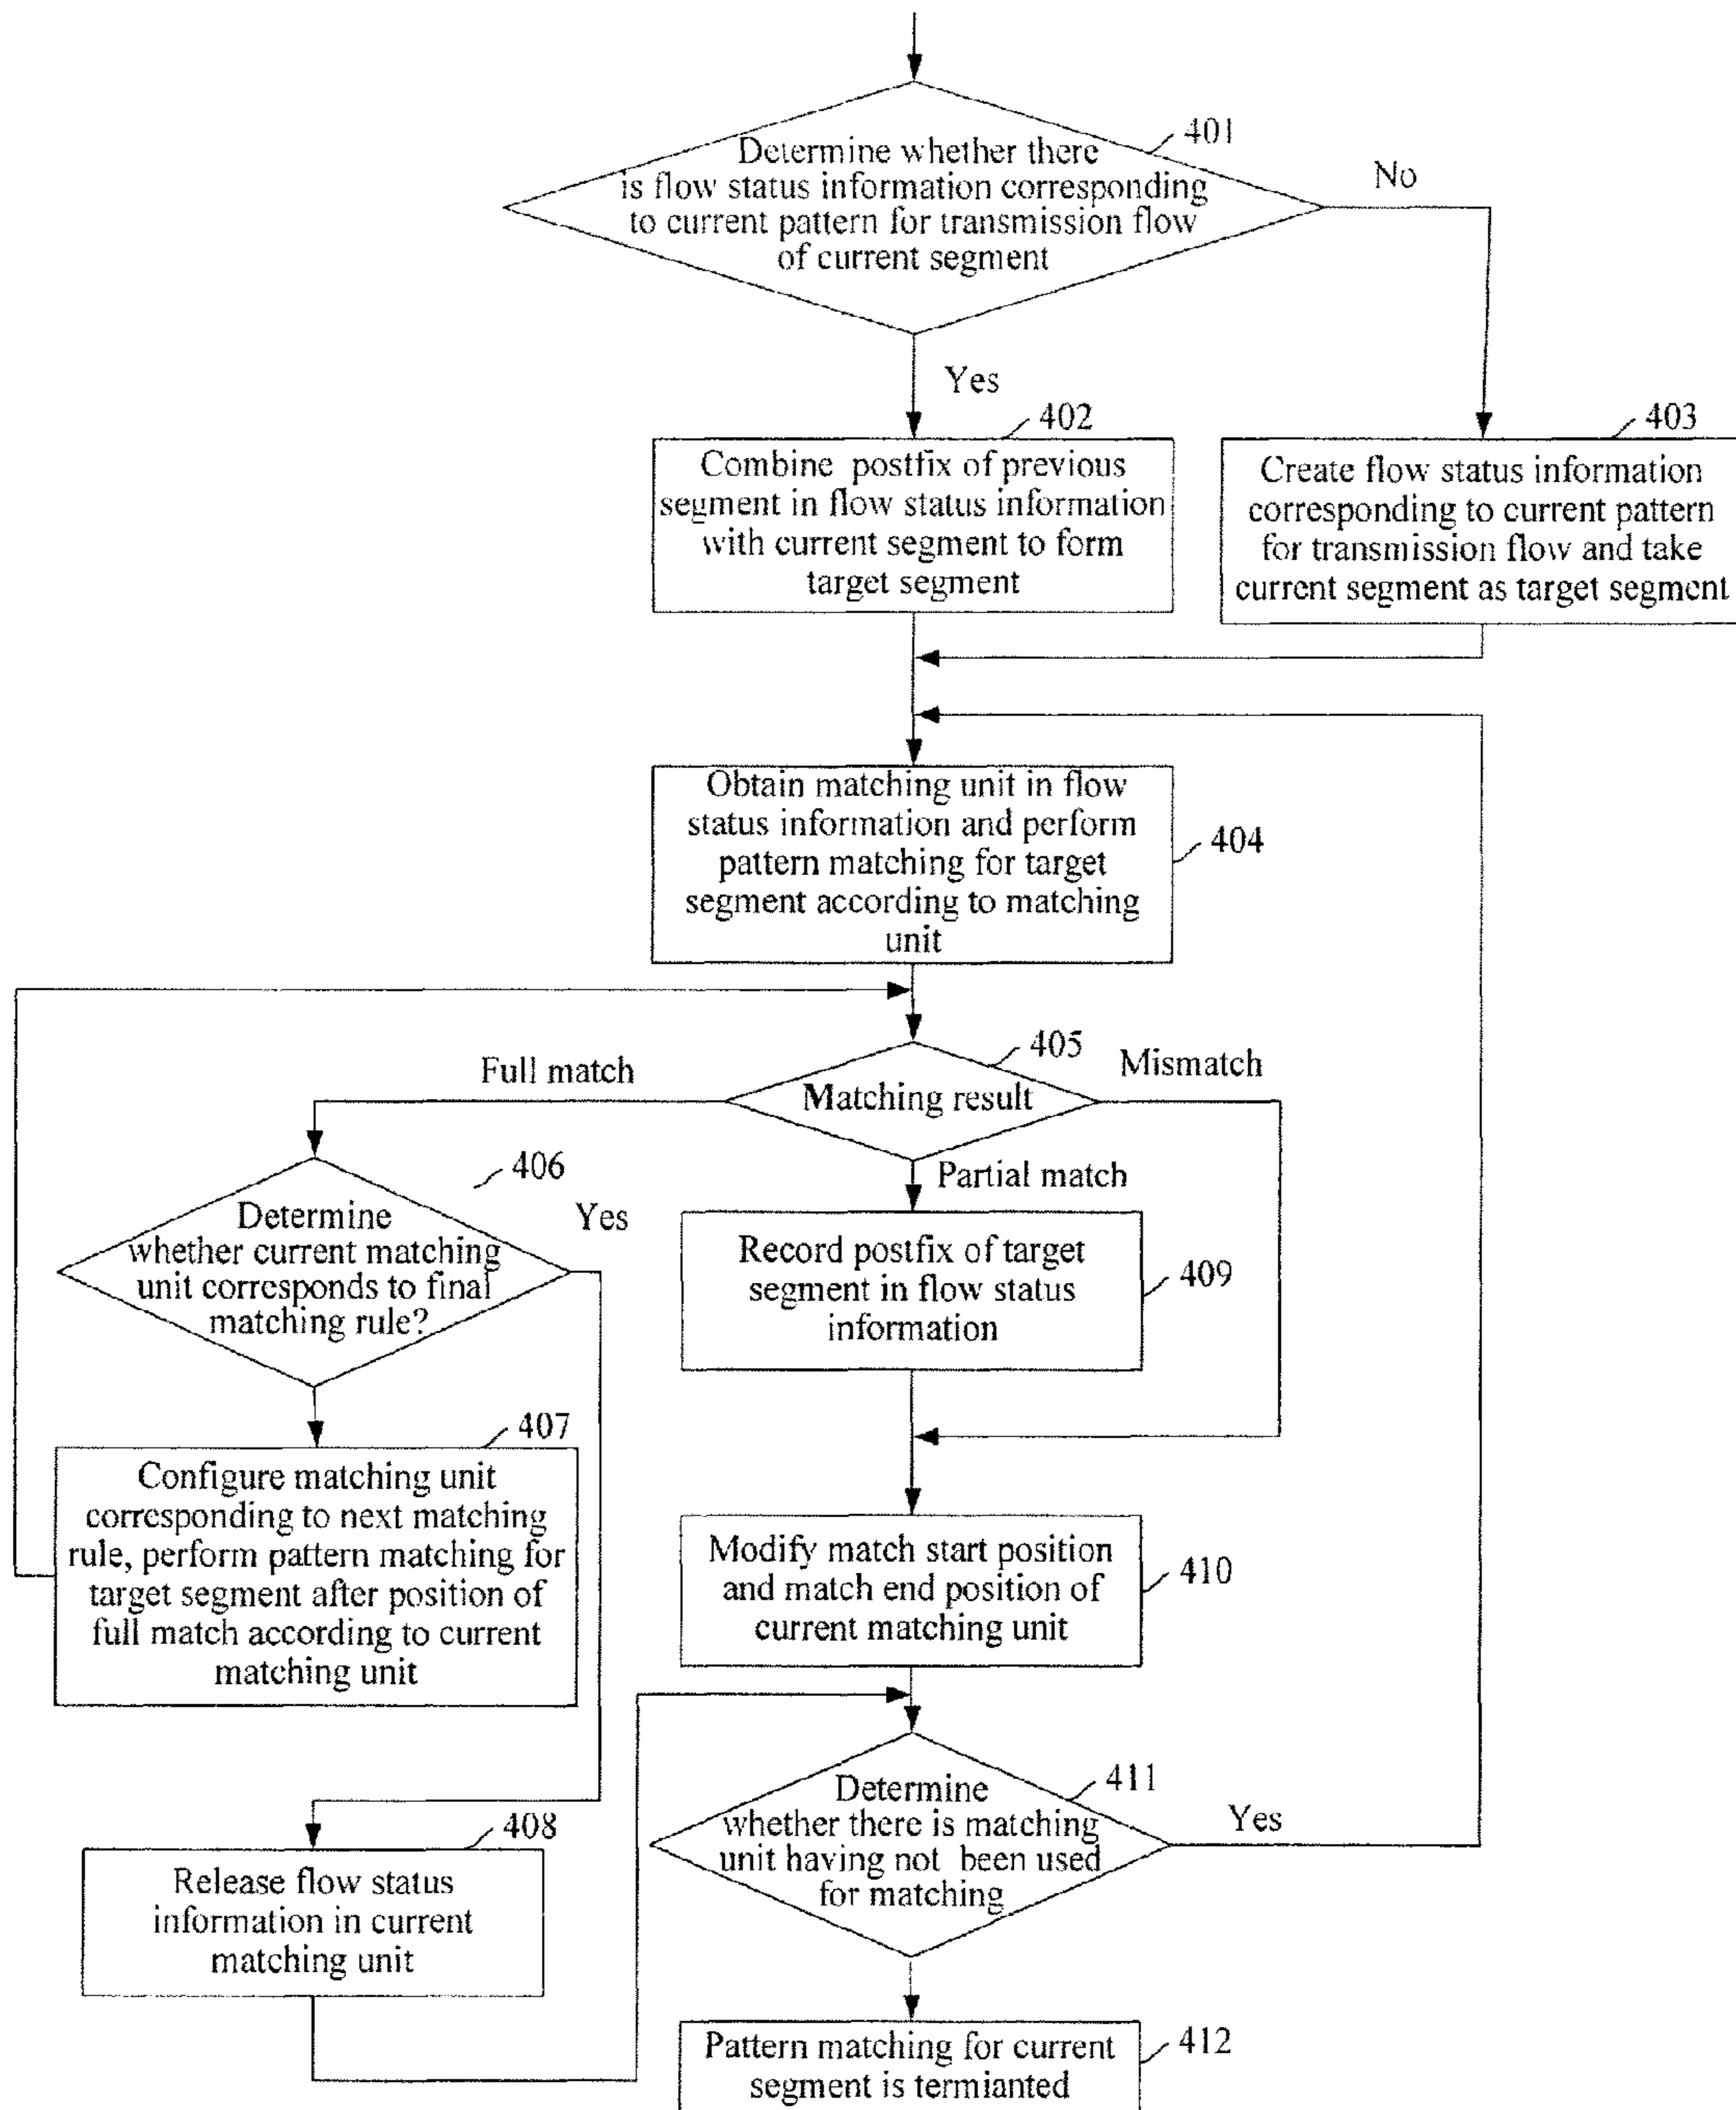 401
Determine whether there
is flow status information corresponding
to current pattern for transmission flow
of current segment
No
Yes
402
Combine postfix of previous
segment in flow status information
with current segment to form
target segment
403
Create flow status information
corresponding to current pattern
for transmission flow and take
current segment as target segment
Obtain matching unit in flow
status information and perform
pattern matching for target
segment according to matching
unit
404
405
Full match
Mismatch
Matching result
Partial match
406
Yes
Determine
whether current matching
unit corresponds to final
matching rule?
Record postfix of target
segment in flow status
information
409
407
Configure matching unit
corresponding to next matching
rule, perform pattern matching for
target segment after position of
full match according to current
matching unit
Modify match start position
and match end position of
current matching unit
410
411
Determine
whether there is matching
unit having not been used
for matching
Yes
408
Release flow status
information in current
matching unit
Pattern matching for current
segment is termianted
412